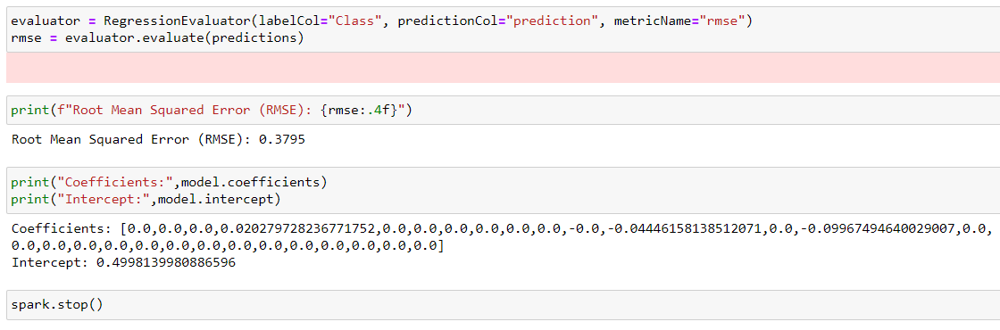 evaluator = RegressionEvaluator(labelCol="Class", predictionCol="prediction", metricName="rmse")
rmse = evaluator.evaluate(predictions)
print(f"Root Mean Squared Error (RMSE): {rmse:.4f}")
Root Mean Squared Error (RMSE): 0.3795
print("Coefficients:",model.coefficients)
print("Intercept:",model.intercept)
Coefficients: [0.0,0.0,0.0,0.020279728236771752,0.0,0.0,0.0,0.0,0.0,0.0,-0.0,-0.04446158138512071,0.0,-0.09967494640029007,0.0,
0.0,0.0,0.0,0.0,0.0,0.0,0.0,0.0,0.0,0.0,0.0,0.0,0.0,0.0]
Intercept: 0.4998139980886596
spark.stop()